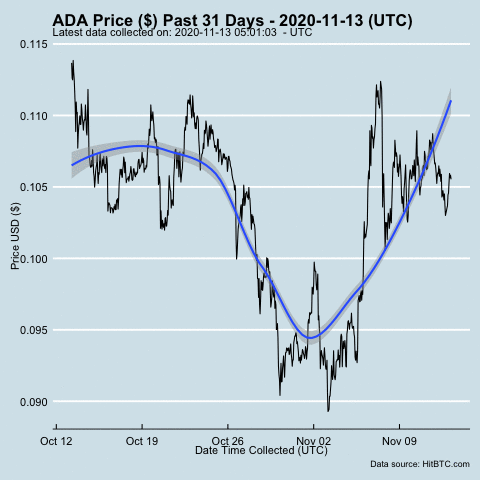 ADA Price ($) Past 31 Days - 2020-11-13 (UTC)
Latest data collected on: 2020-11-13 05:01:03 - UTC
0.115
0.110
0.105
0.100
0.095
0.090
Price USD ($)
Oct 12 Oct 19 Oct 26 Nov 02 Nov 09
Date Time Collected (UTC)
Data source: HitBTC.com